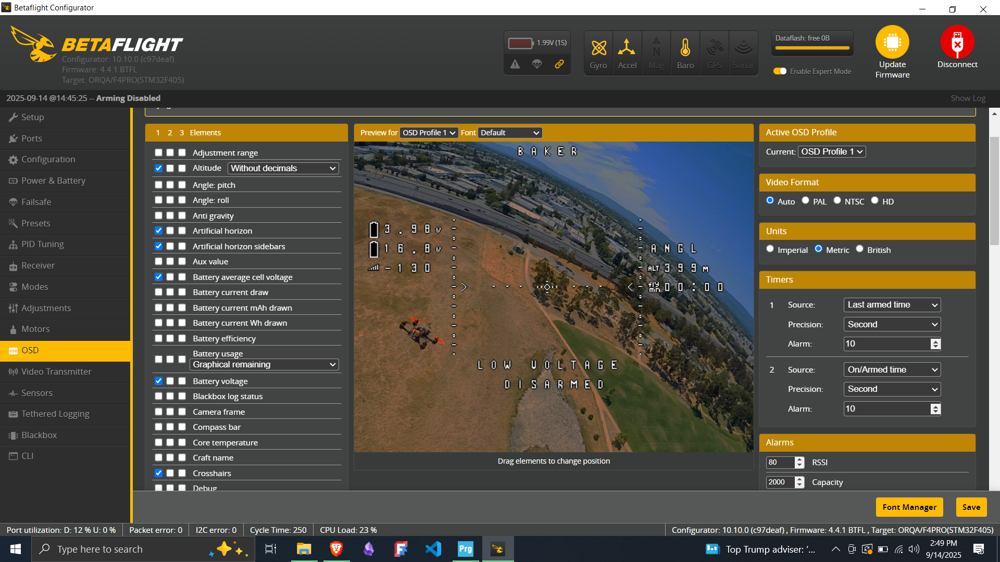 Betaflight Configurator
BETAFLIGHT
Configurator: 10.10.0 (c97deaf)
Firmware: 4.4.1 BTFL
Target: ORQA/F4PRO(STM32F405)
1.99V (1S)
Gyro
Accel
Mag
Baro
GPS
Sonar
Dataflash: free 0B
Enable Expert Mode
Update
Firmware
Disconnect
2025-09-14 @14:45:25 -- Arming Disabled
Show Log
Setup
Ports
Configuration
Power & Battery
Failsafe
Presets
PID Tuning
Receiver
Modes
Adjustments
Motors
OSD
Video Transmitter
Sensors
Tethered Logging
Blackbox
CLI
1 2 3 Elements
Adjustment range
Altitude Without decimals
Angle: pitch
Angle: roll
Anti gravity
Artificial horizon
Artificial horizon sidebars
Aux value
Battery average cell voltage
Battery current draw
Battery current mAh drawn
Battery current Wh drawn
Battery efficiency
Battery usage
Graphical remaining
Battery voltage
Blackbox log status
Camera frame
Compass bar
Core temperature
Craft name
Crosshairs
Debug
Preview for OSD Profile 1 Font Default
BAKER
3.98V
16.8V
-130
ANGL
ALT 399M
fly mn 00:00
LOW VOLTAGE
DISARMED
Drag elements to change position
Active OSD Profile
Current: OSD Profile 1
Video Format
Auto PAL NTSC HD
Units
Imperial Metric British
Timers
1 Source: Last armed time
Precision: Second
Alarm: 10
2 Source: On/Armed time
Precision: Second
Alarm: 10
Alarms
80 RSSI
2000 Capacity
Font Manager
Save
Port utilization: D: 12 % U: 0 %
Packet error: 0
I2C error: 0
Cycle Time: 250
CPU Load: 23 %
Configurator: 10.10.0 (c97deaf) , Firmware: 4.4.1 BTFL , Target: ORQA/F4PRO(STM32F405)
Type here to search
Prg
Top Trump adviser: ‘...
2:49 PM
9/14/2025